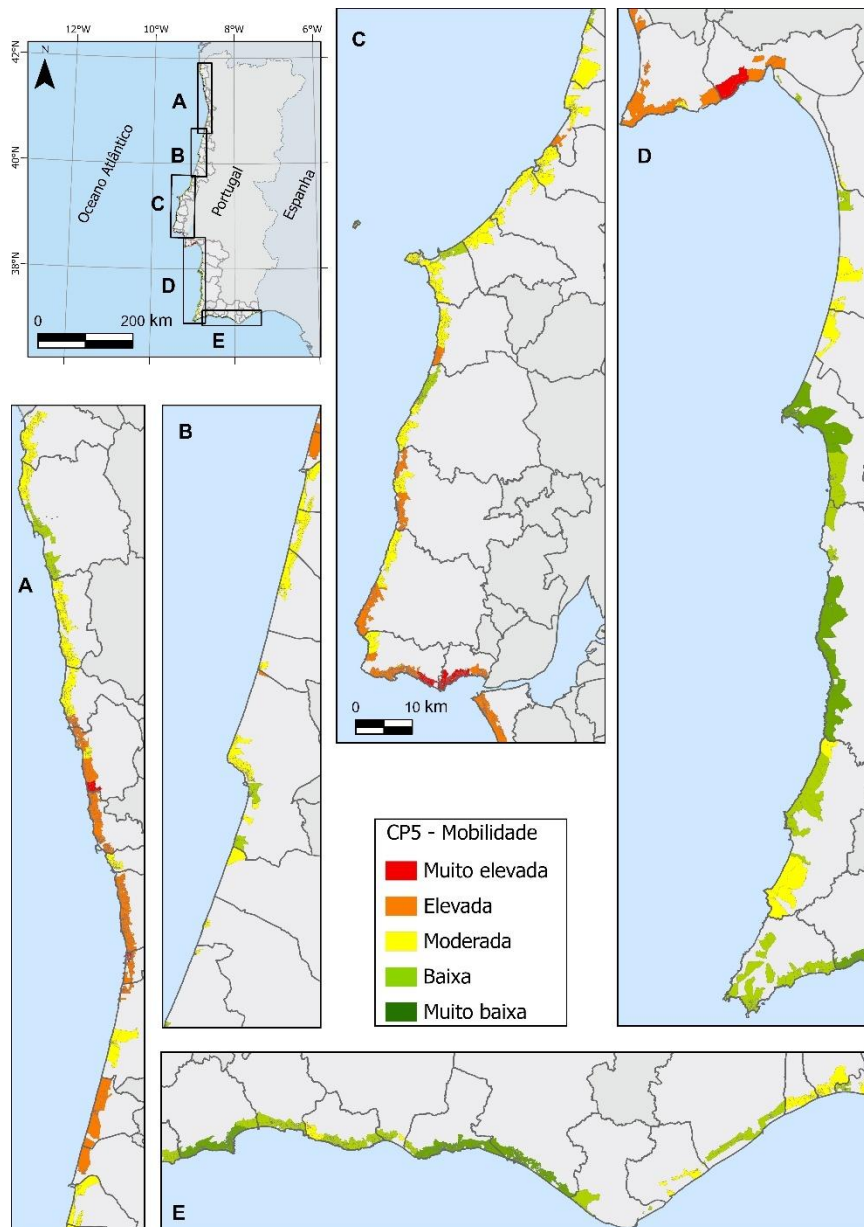 12°W
10°W
8°W
6°W
42°N
40°N
38°N
N
A
B
C
D
E
Oceano Atlântico
Portugal
Espanha
0
200 km
C
0
10 km
D
A
B
CP5 - Mobilidade
Muito elevada
Elevada
Moderada
Baixa
Muito baixa
E